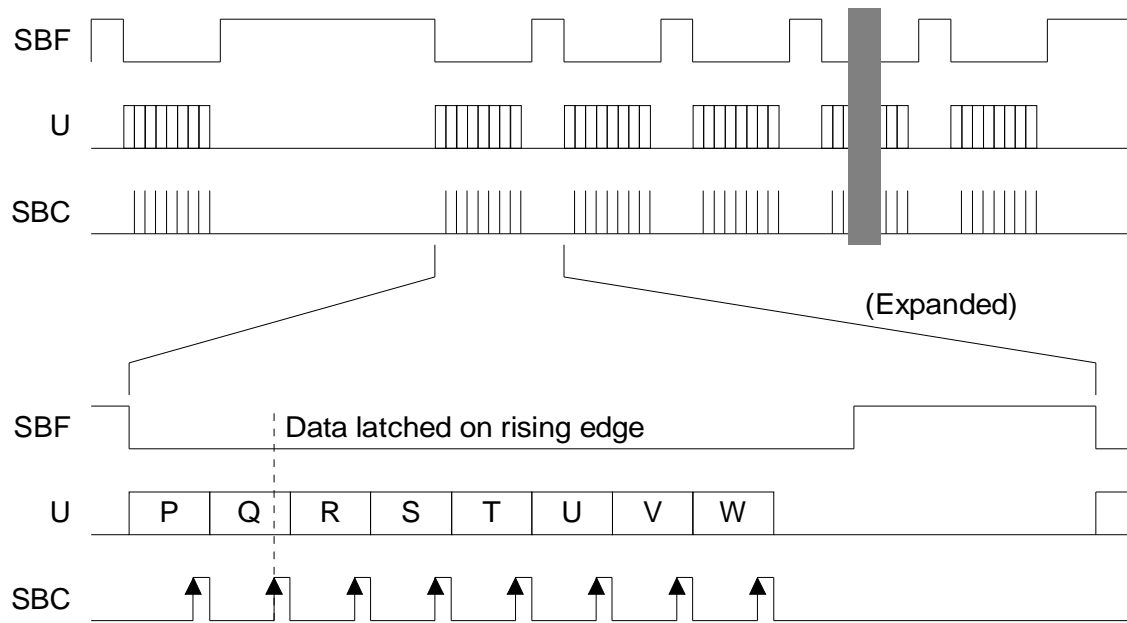 SBF
U
SBC
(Expanded)
SBF
Data latched on rising edge
U P Q R S T U V W
SBC